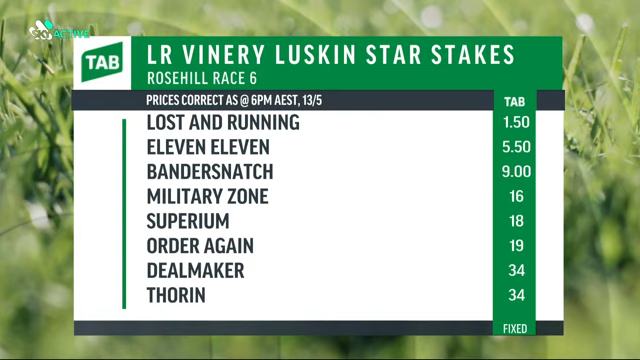 ACTIVE
TAB
LR VINERY LUSKIN STAR STAKES
ROSEHILL RACE 6
PRICES CORRECT AS @ 6PM AEST, 13/5 TAB
LOST AND RUNNING 1.50
ELEVEN ELEVEN 5.50
BANDERSNATCH 9.00
MILITARY ZONE 16
SUPERIUM 18
ORDER AGAIN 19
DEALMAKER 34
THORIN 34
FIXED